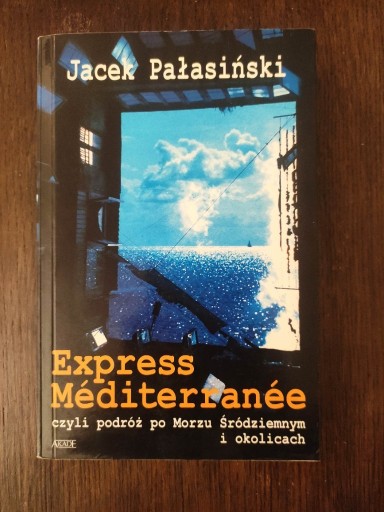 Jacek Pałasiński
Express
Méditerranée
czyli podróż po Morzu Śródziemnym
i okolicach